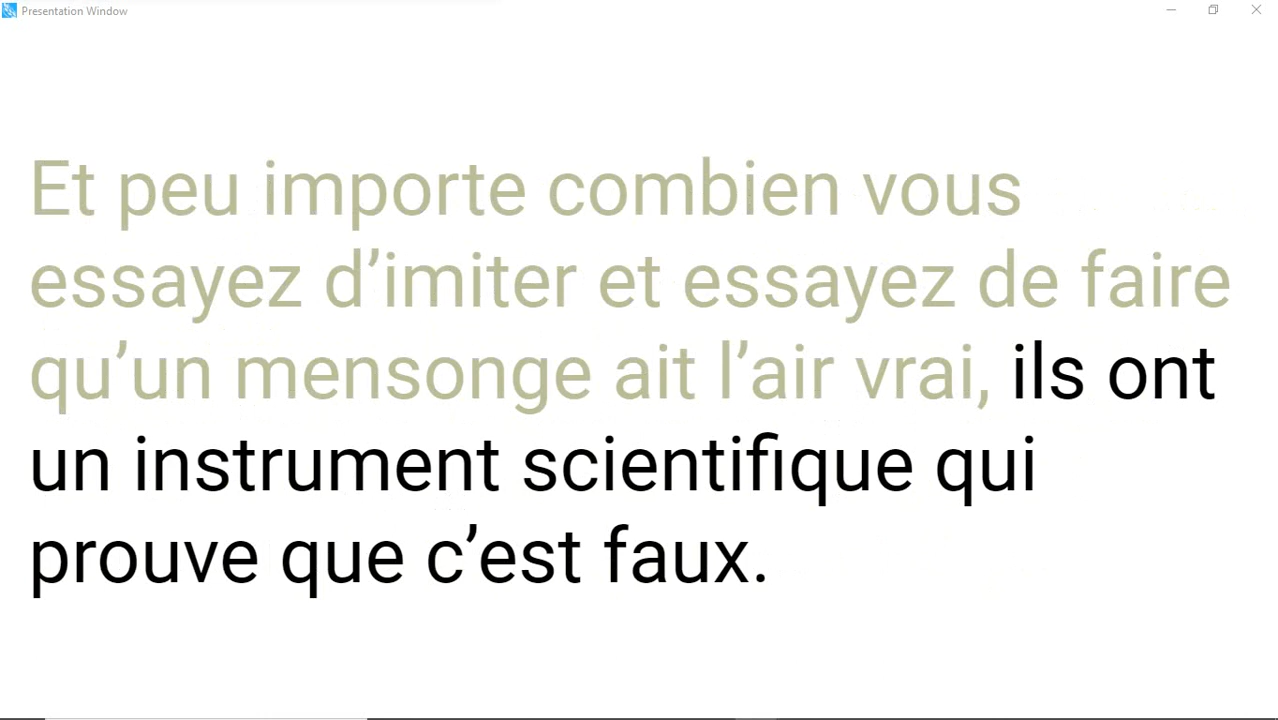 Presentation Window
Et peu importe combien vous
essayez d’imiter et essayez de faire
qu’un mensonge ait l’air vrai, ils ont
un instrument scientifique qui
prouve que c’est faux.